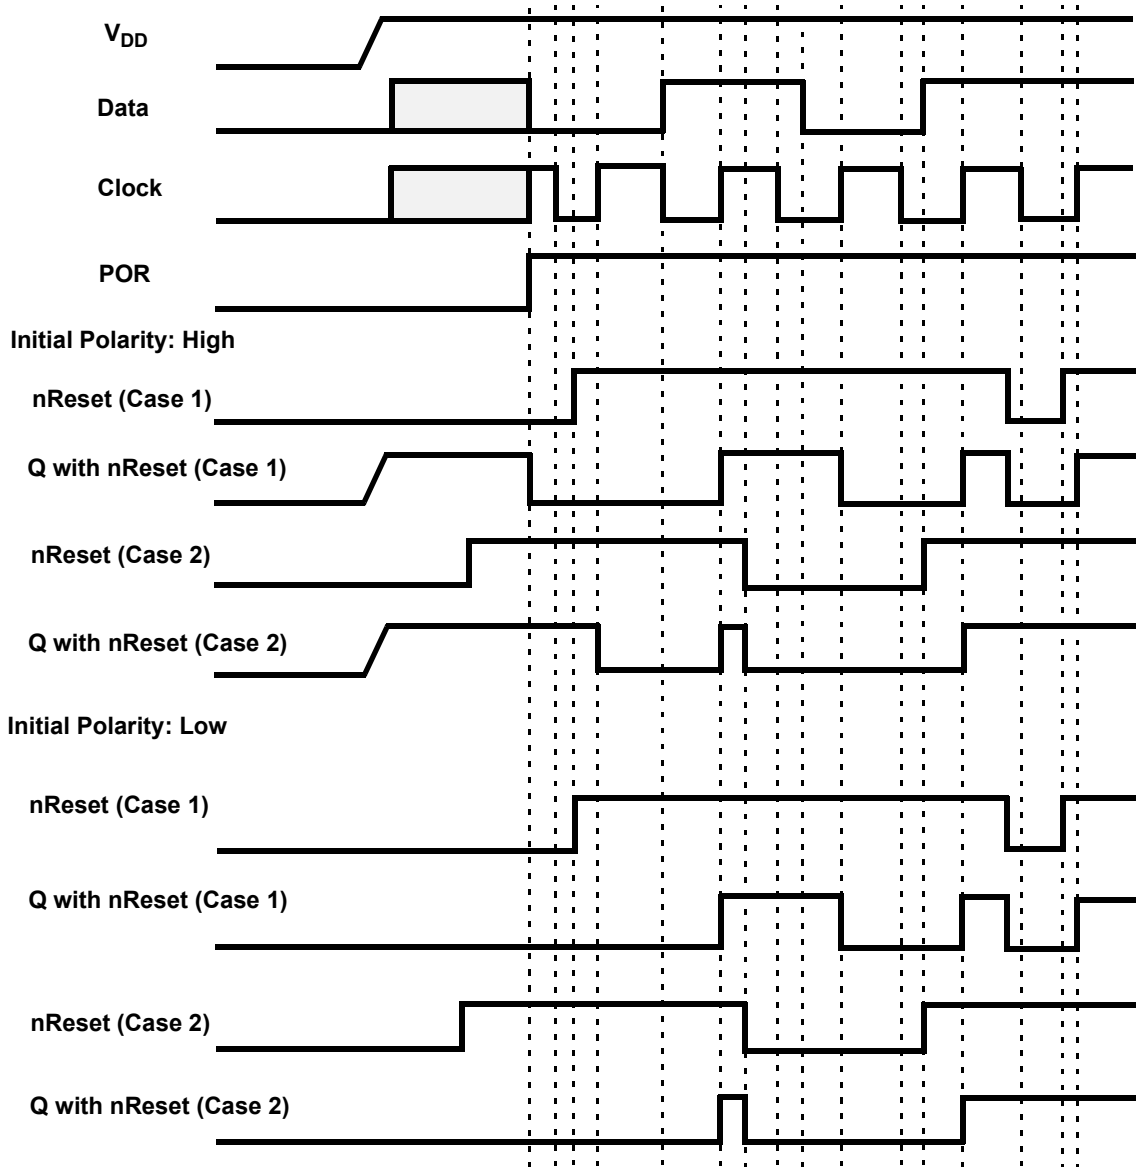 VDD
Data
Clock
POR
Initial Polarity: High
nReset (Case 1)
Q with nReset (Case 1)
nReset (Case 2)
Q with nReset (Case 2)
Initial Polarity: Low
nReset (Case 1)
Q with nReset (Case 1)
nReset (Case 2)
Q with nReset (Case 2)